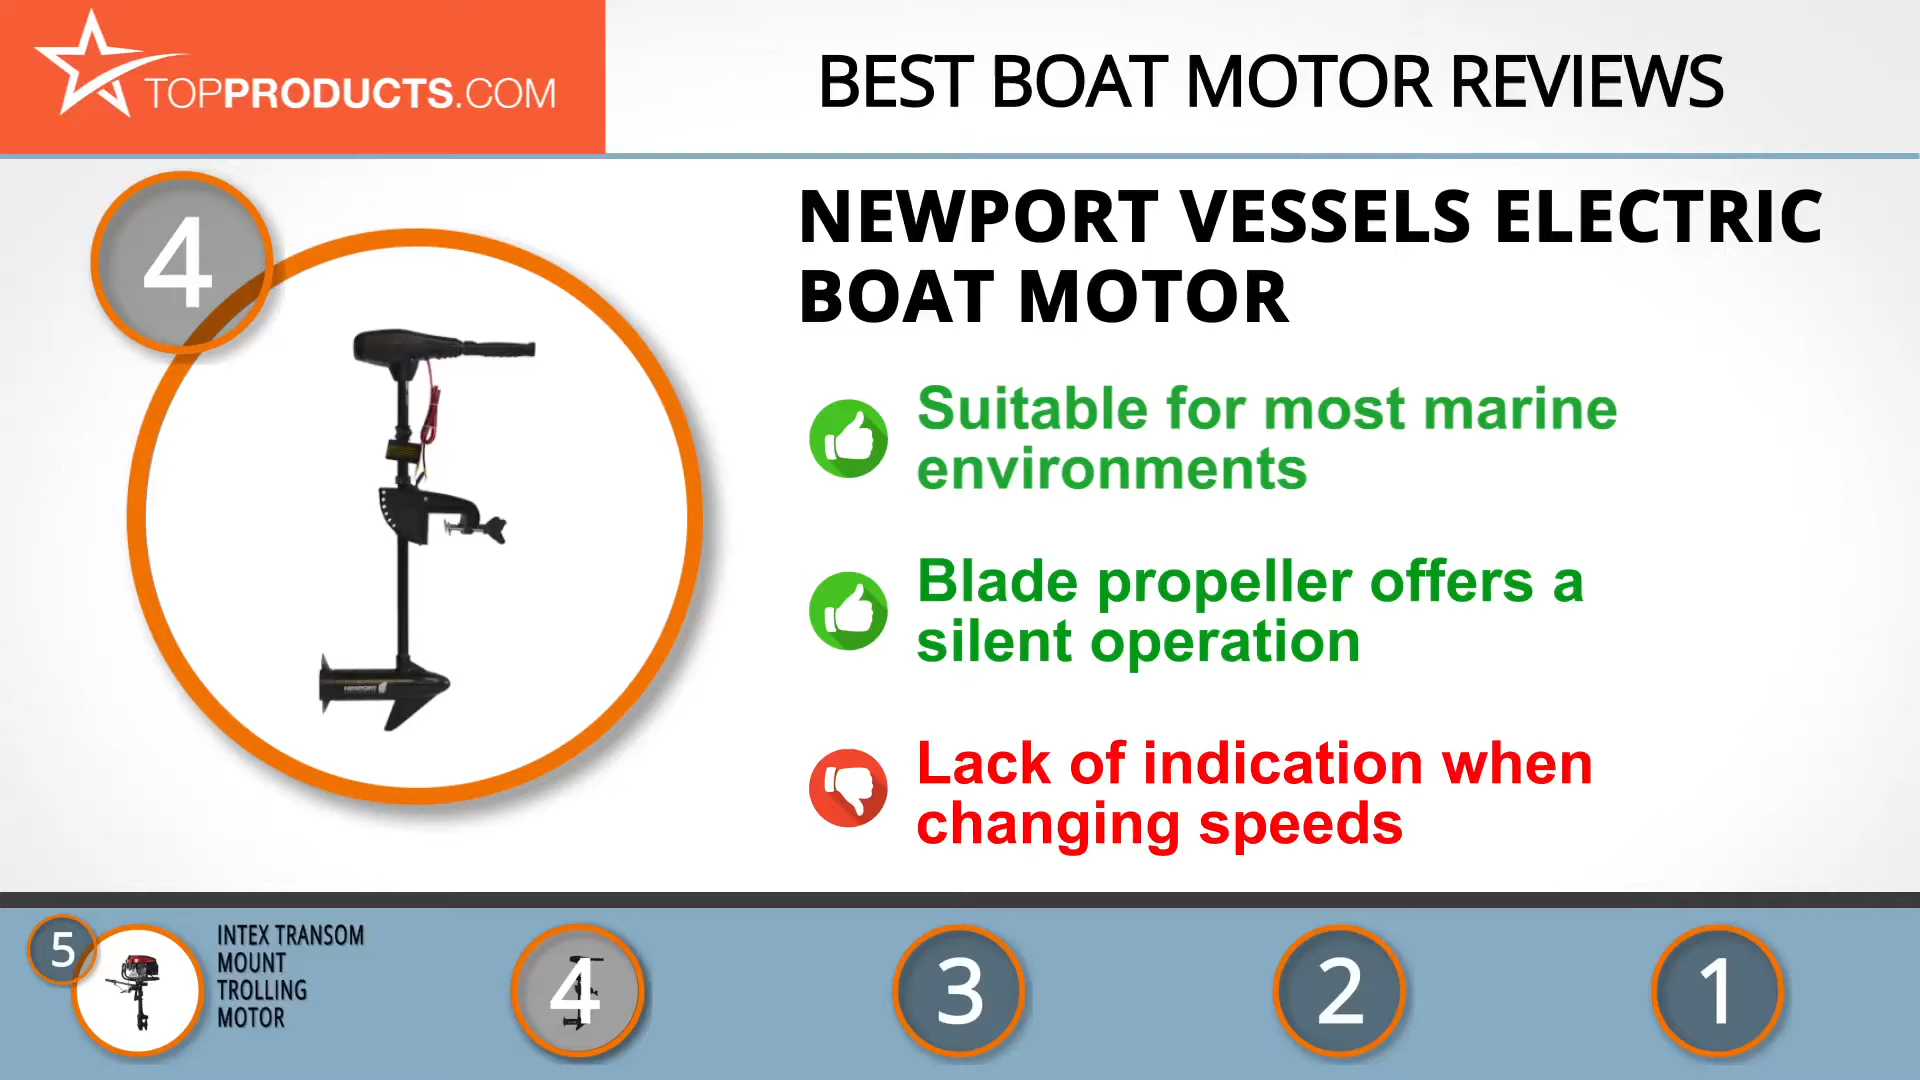 TOPPRODUCTS.COM
BEST BOAT MOTOR REVIEWS
4
NEWPORT VESSELS ELECTRIC
BOAT MOTOR
Suitable for most marine
environments
Blade propeller offers a
silent operation
Lack of indication when
changing speeds
NEWPORT
5
INTEX TRANSOM
MOUNT
TROLLING
MOTOR
4
3
2
1